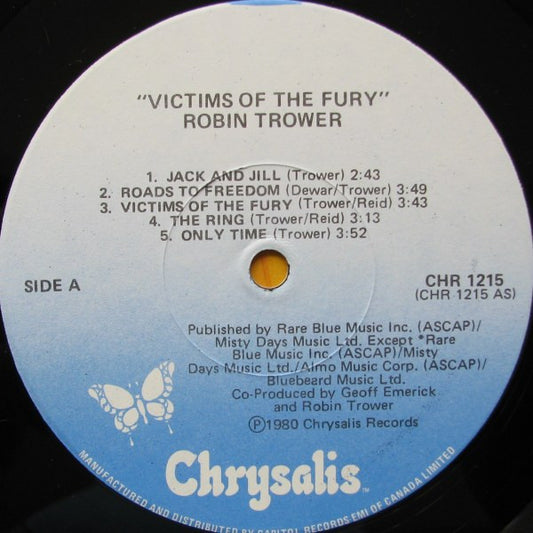 "VICTIMS OF THE FURY"
ROBIN TROWER
1. JACK AND JILL (Trower) 2:43
2. ROADS TO FREEDOM (Dewar/Trower) 3:49
3. VICTIMS OF THE FURY (Trower/Reid) 3:43
4. THE RING (Trower/Reid) 3:13
5. ONLY TIME (Trower) 3:52
SIDE A
CHR 1215
(CHR 1215 AS)
Published by Rare Blue Music Inc. (ASCAP)/
Misty Days Music Ltd. Except *Rare
Blue Music Inc. (ASCAP)/Misty
Days Music Ltd./Almo Music Corp. (ASCAP)/
Bluebeard Music Ltd.
Co-Produced by Geoff Emerick
and Robin Trower
Ⓟ1980 Chrysalis Records
Chrysalis™
MANUFACTURED AND DISTRIBUTED BY CAPITOL RECORDS-EMI OF CANADA LIMITED